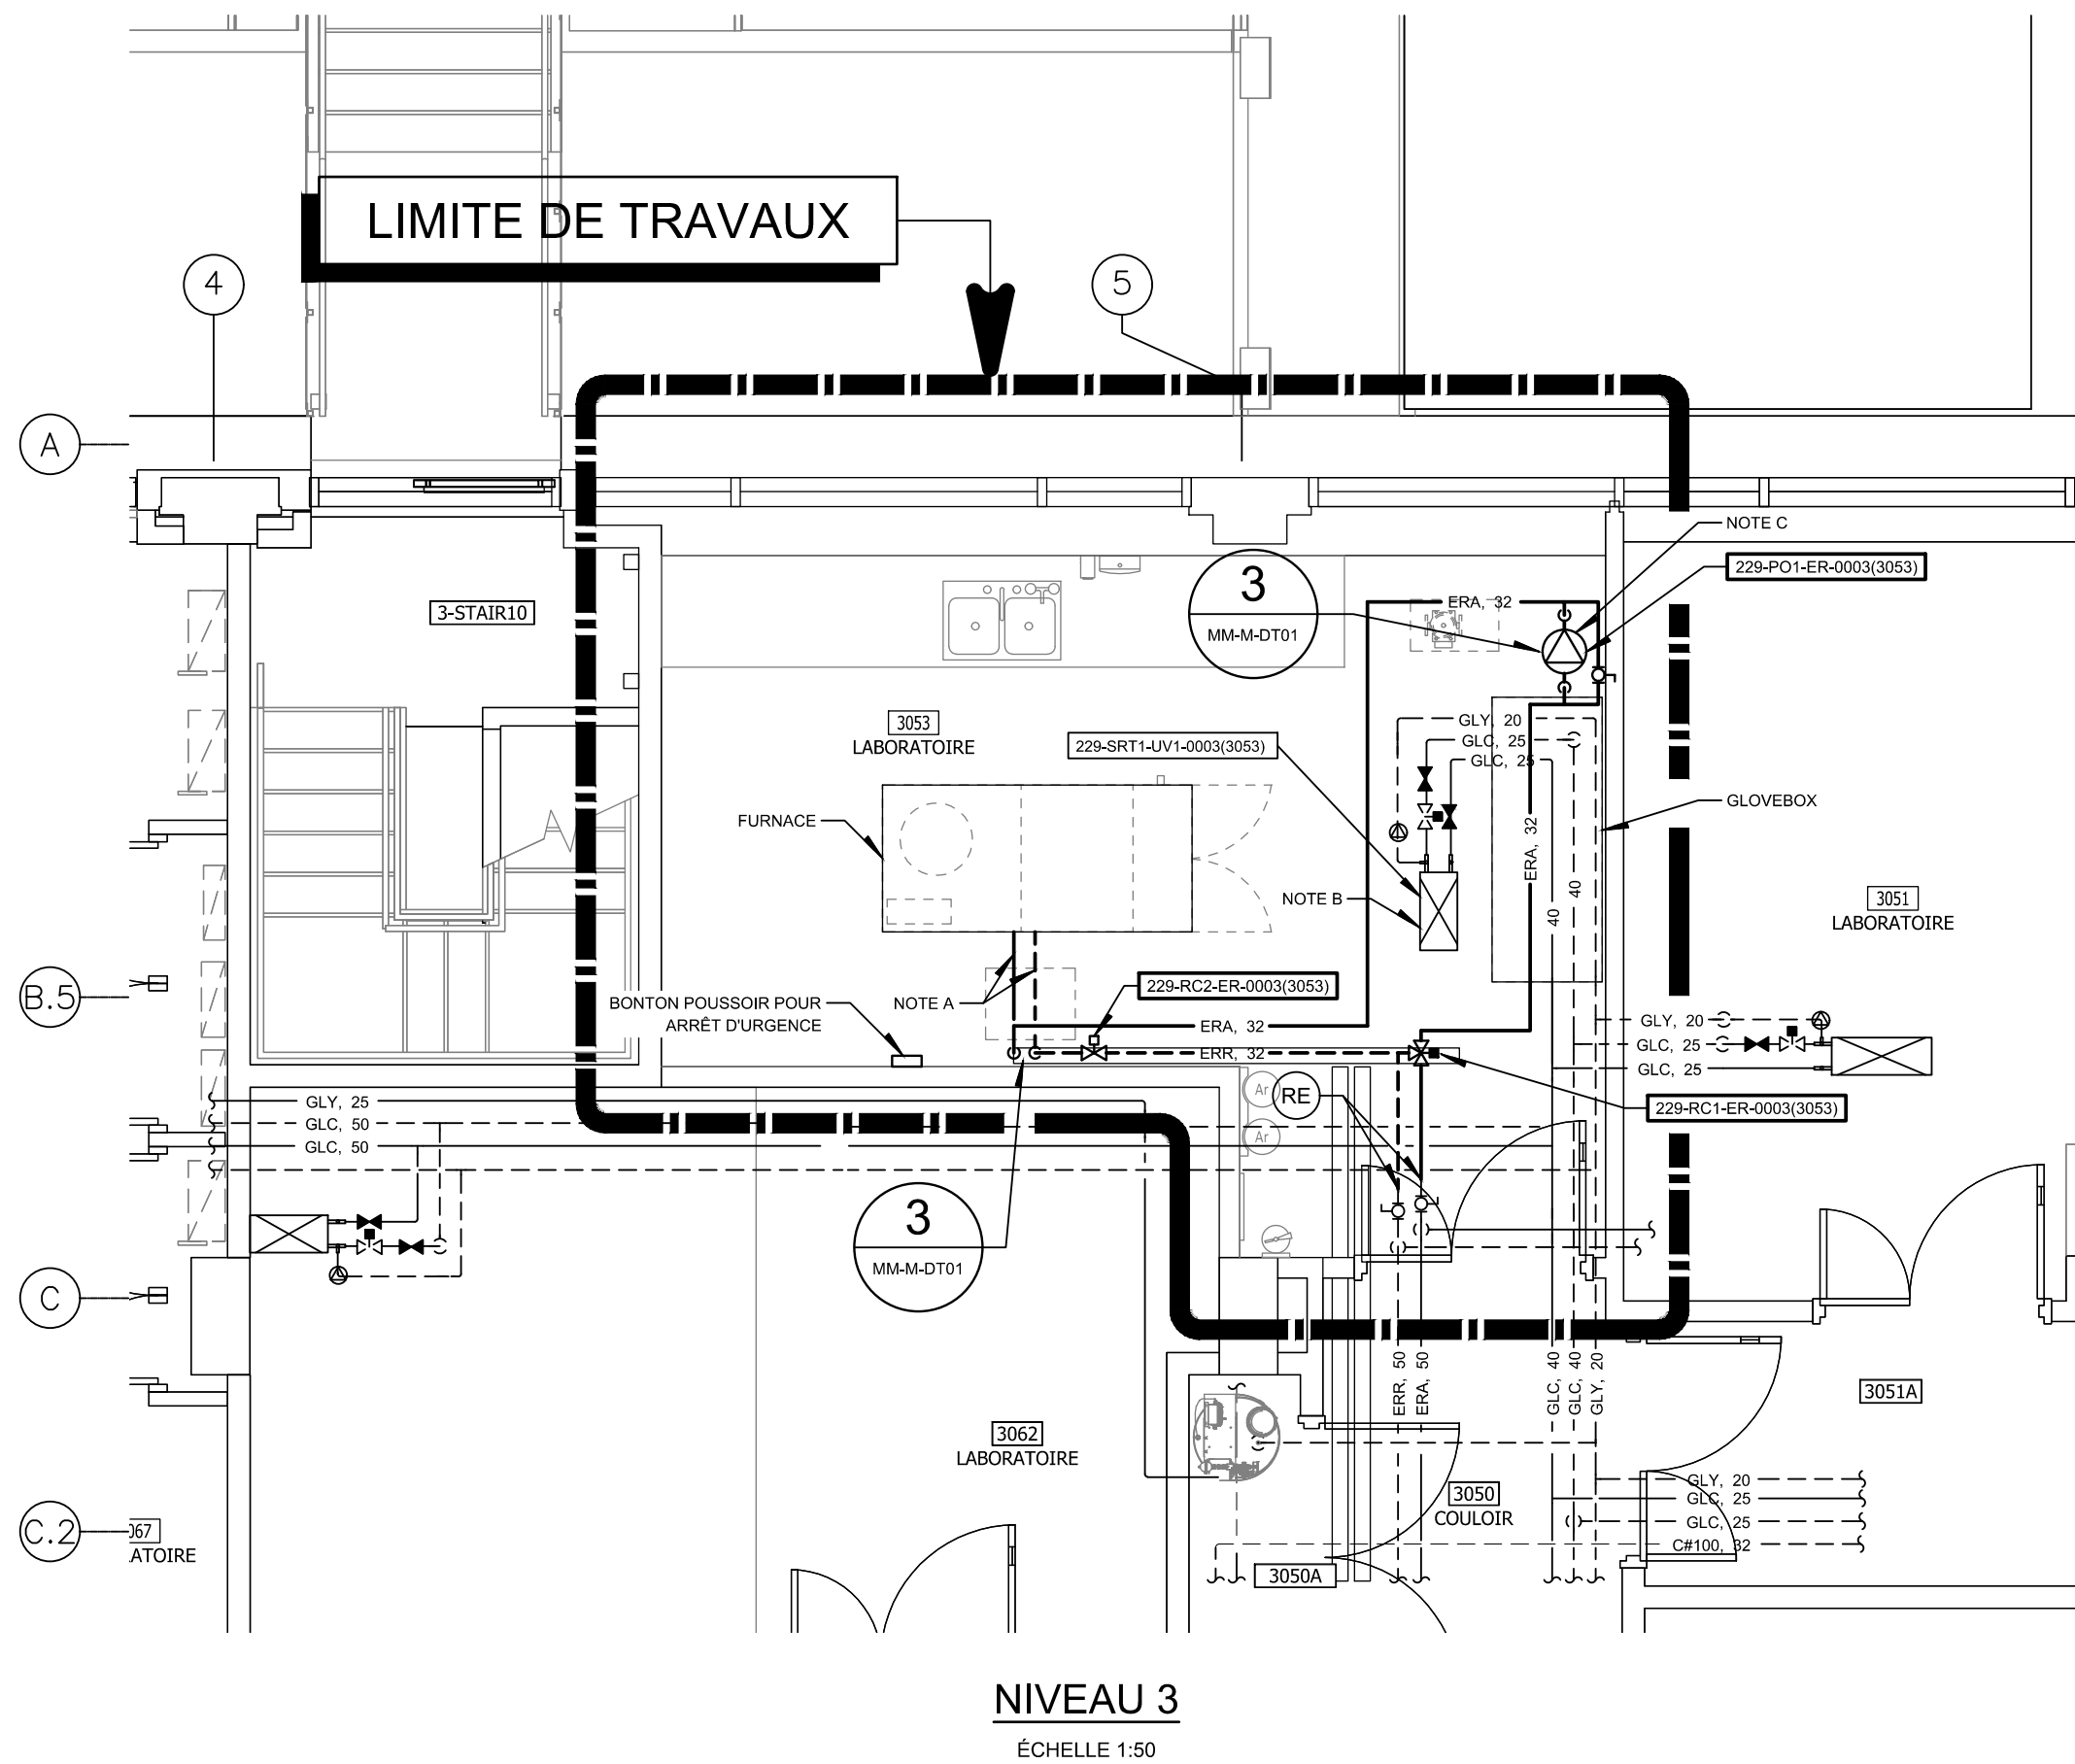 LIMITE DE TRAVAUX
4
5
A
NOTE C
229-PO1-ER-0003(3053)
3
MM-M-DT01
ERA, 32
3-STAIR10
3053
LABORATOIRE
229-SRT1-UV1-0003(3053)
GLY, 20
GLC, 25
GLC, 25
FURNACE
GLOVEBOX
ERA, 32
40
40
NOTE B
3051
LABORATOIRE
B.5
BONTON POUSSOIR POUR
ARRÊT D'URGENCE
NOTE A
229-RC2-ER-0003(3053)
ERA, 32
ERR, 32
GLY, 20
GLC, 25
GLC, 25
Ar
RE
Ar
229-RC1-ER-0003(3053)
GLY, 25
GLC, 50
GLC, 50
3
MM-M-DT01
C
ERR, 50
ERA, 50
GLC, 40
GLC, 40
GLY, 20
3051A
3062
LABORATOIRE
3050
COULOIR
GLY, 20
GLC, 25
GLC, 25
C#100, 32
C.2
067
ATOIRE
3050A
NIVEAU 3
ÉCHELLE 1:50